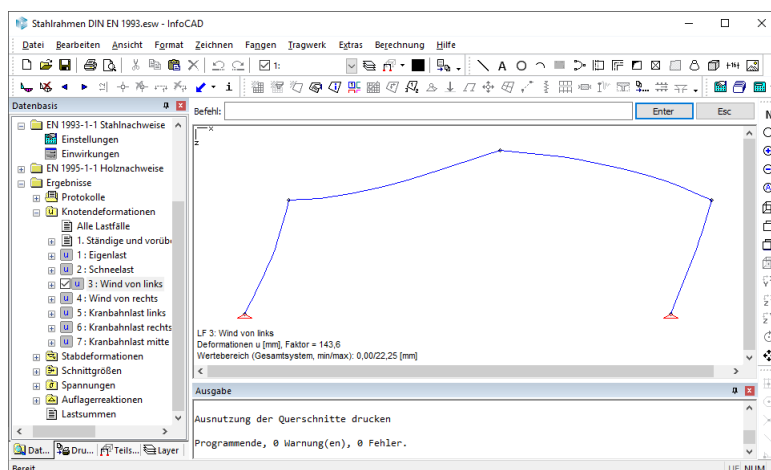 Stahlrahmen DIN EN 1993.esw - InfoCAD
Datei Bearbeiten Ansicht Format Zeichnen Fangen Tragwerk Extras Berechnung Hilfe
1:
Datenbasis
Befehl:
Enter
Esc
EN 1993-1-1 Stahlnachweise
Einstellungen
Einwirkungen
EN 1995-1-1 Holznachweise
Ergebnisse
Protokolle
Knotendeformationen
Alle Lastfälle
1. Ständige und vorüb
1 : Eigenlast
2 : Schneelast
3 : Wind von links
4 : Wind von rechts
5 : Kranbahnlast links
6 : Kranbahnlast rechts
7 : Kranbahnlast mitte
Stabdeformationen
Schnittgrößen
Spannungen
Auflagerreaktionen
Lastsummen
Dat... Dru... Teils... Layer
x
z
LF 3: Wind von links
Deformationen u [mm], Faktor = 143,6
Wertebereich (Gesamtsystem, min/max): 0,00/22,25 [mm]
Ausgabe
Ausnutzung der Querschnitte drucken
Programmende, 0 Warnung(en), 0 Fehler.
Bereit
UF NUM